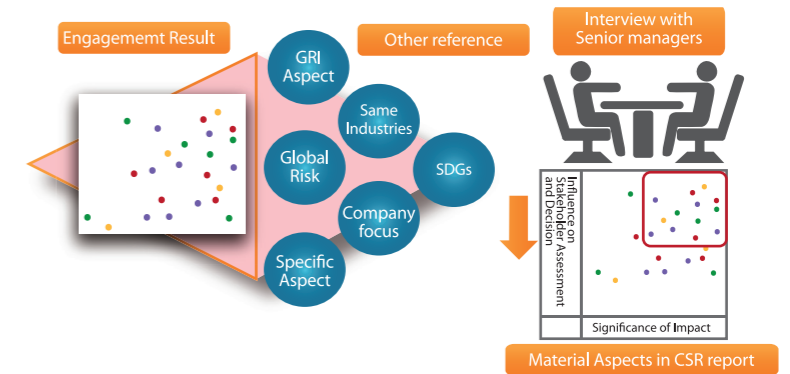 Engagememt Result
Other reference
Interview with
Senior managers
GRI
Aspect
Same
Industries
Global
Risk
SDGs
Company
focus
Specific
Aspect
Influence on
Stakeholder Assessment
and Decision
Significance of Impact
Material Aspects in CSR report